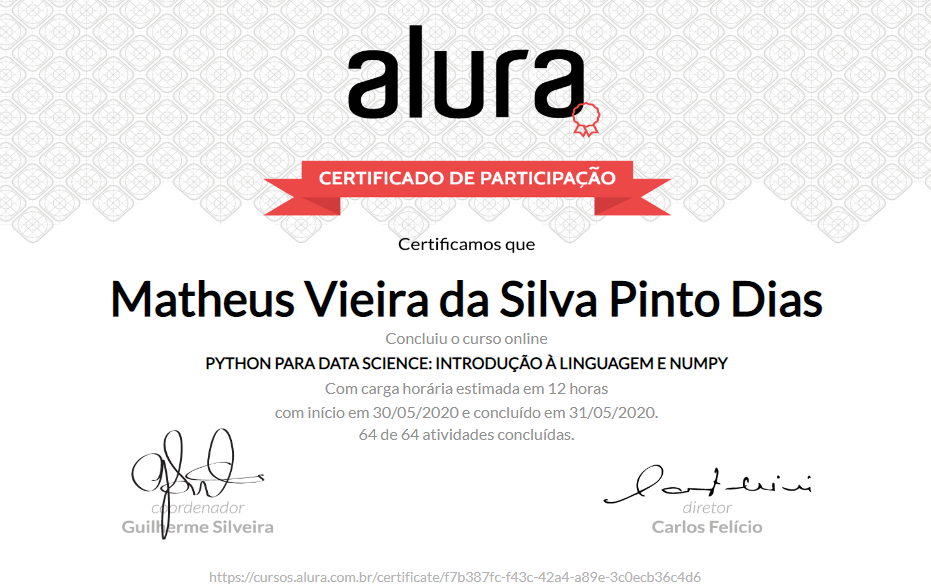 alura
CERTIFICADO DE PARTICIPAÇÃO
Certificamos que
Matheus Vieira da Silva Pinto Dias
Concluiu o curso online
PYTHON PARA DATA SCIENCE: INTRODUÇÃO À LINGUAGEM E NUMPY
Com carga horária estimada em 12 horas
com início em 30/05/2020 e concluído em 31/05/2020.
64 de 64 atividades concluídas.
coordenador
Guilherme Silveira
diretor
Carlos Felício
https://cursos.alura.com.br/certificate/f7b387fc-f43c-42a4-a89e-3c0ecb36c4d6